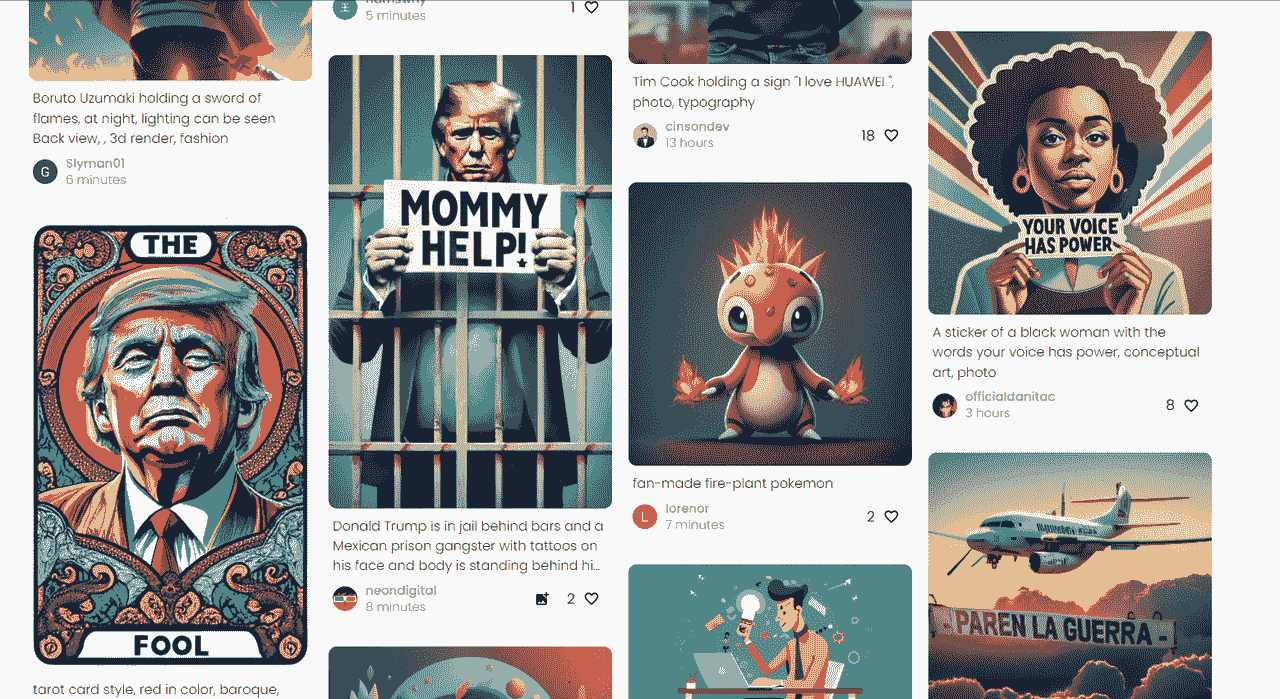 Boruto Uzumaki holding a sword of
flames, at night, lighting can be seen
Back view, , 3d render, fashion
G
Slyman01
6 minutes
THE
FOOL
tarot card style, red in color, baroque,
5 minutes
1
MOMMY
HELP!
Donald Trump is in jail behind bars and a
Mexican prison gangster with tattoos on
his face and body is standing behind hi...
neondigital
8 minutes
2
Tim Cook holding a sign "I love HUAWEI ",
photo, typography
cinsondev
13 hours
18
fan-made fire-plant pokemon
L
lorenor
7 minutes
2
YOUR VOICE
HAS POWER
A sticker of a black woman with the
words your voice has power, conceptual
art, photo
officialdanitac
3 hours
8
- PAREN LA GUERRA -